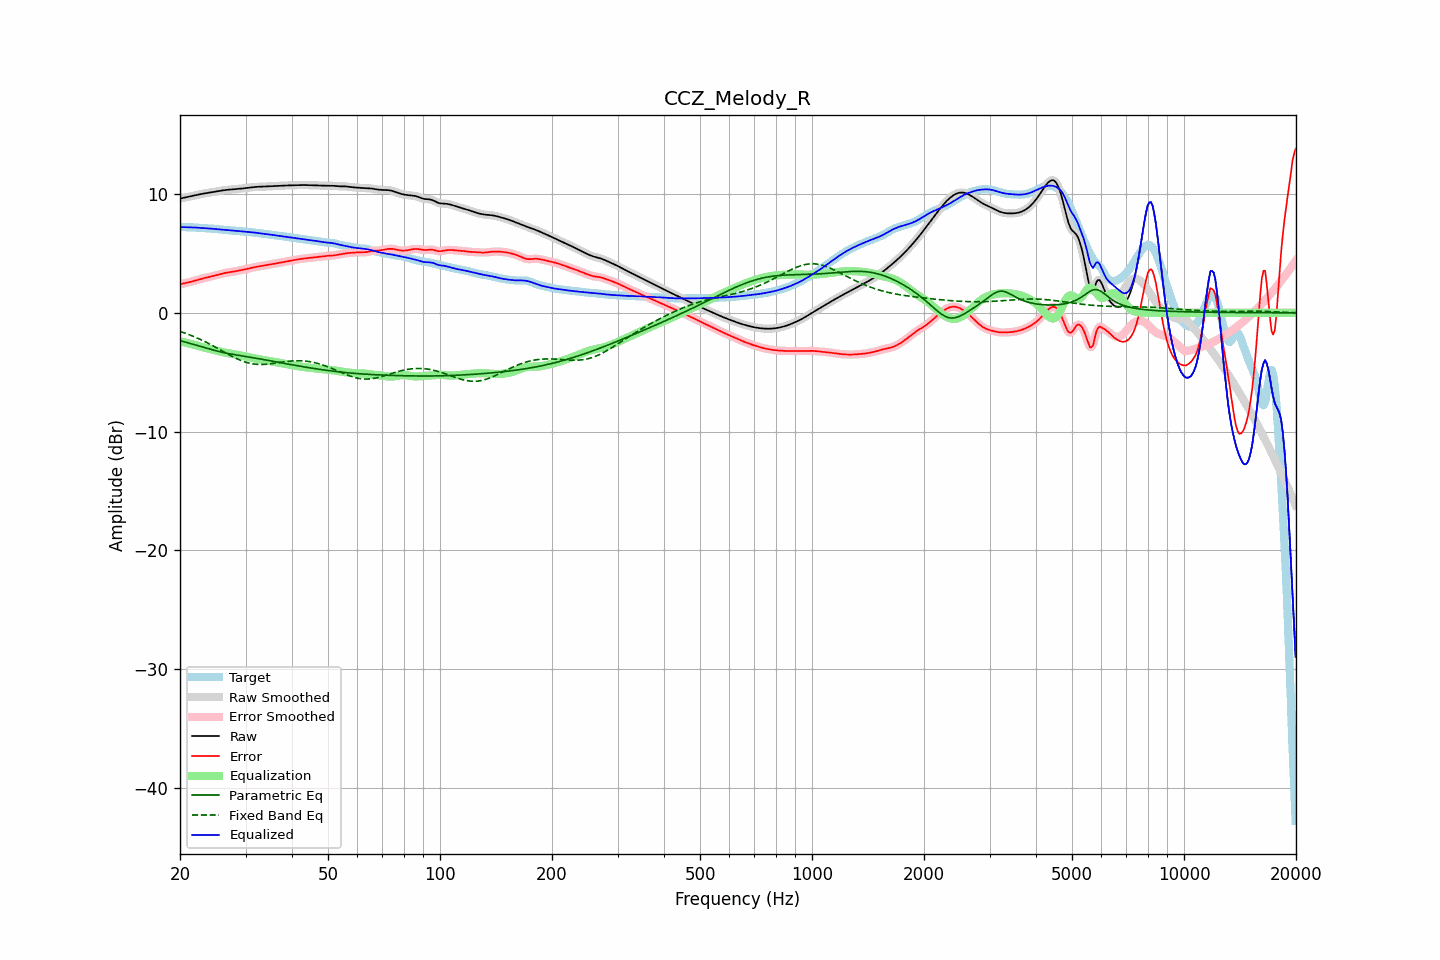 CCZ_Melody_R
10
0
−10
−20
−30
−40
Amplitude (dBr)
Target
Raw Smoothed
Error Smoothed
Raw
Error
Equalization
Parametric Eq
Fixed Band Eq
Equalized
20 50 100 200 500 1000 2000 5000 10000 20000
Frequency (Hz)